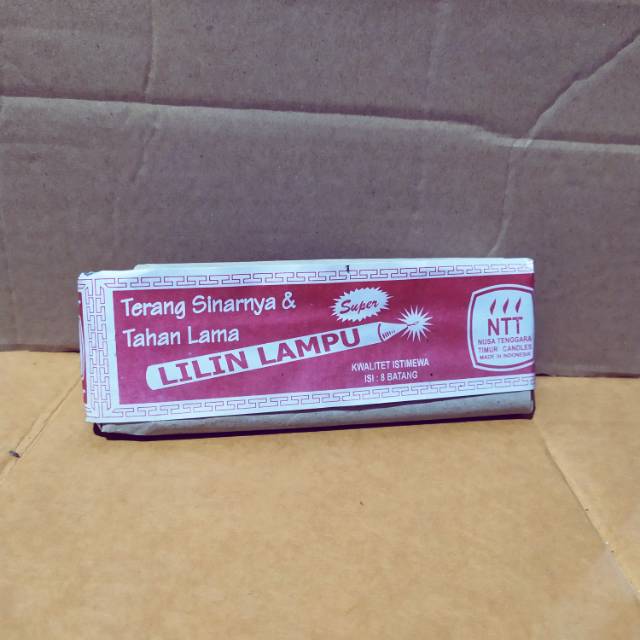 Terang Sinarnya &
Tahan Lama
Super
LILIN LAMPU
KWALITET ISTIMEWA
ISI : 8 BATANG
NTT
NUSA TENGGARA
TIMUR CANDLES
MADE IN INDONESIA